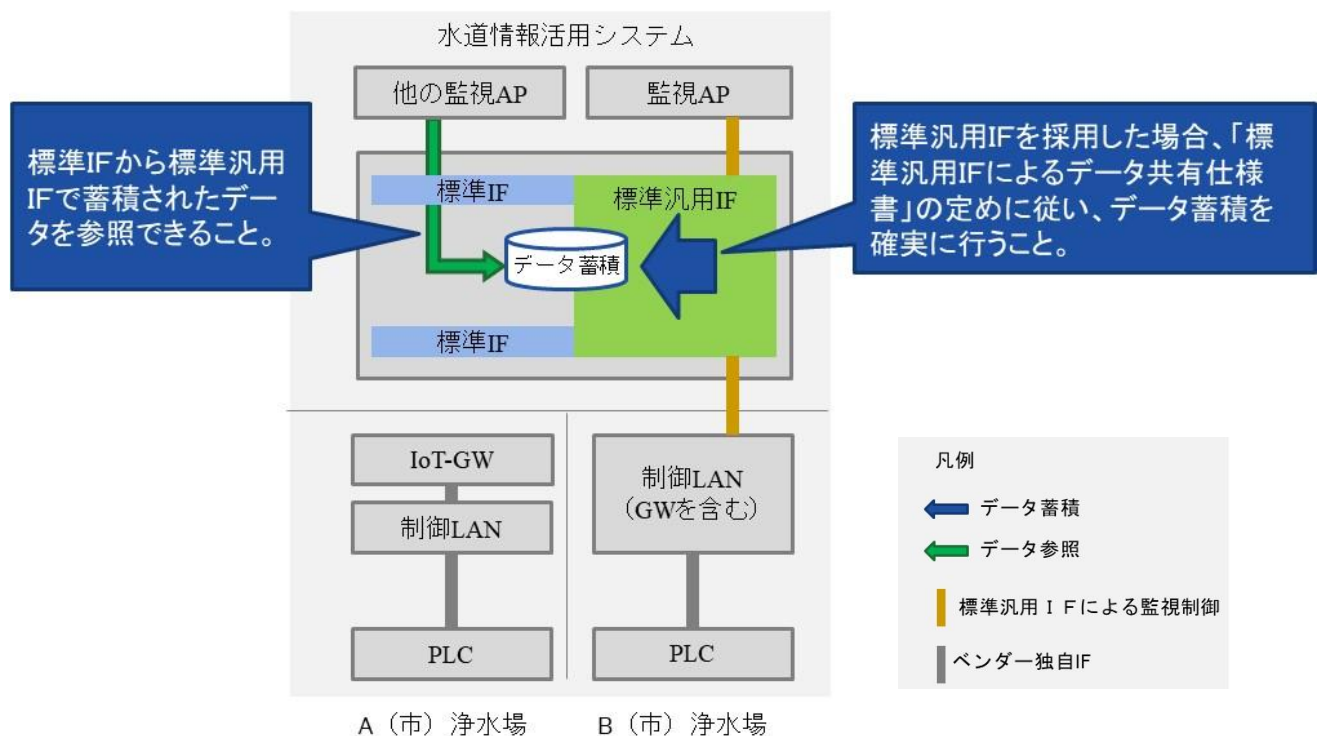 水道情報活用システム
他の監視AP
監視AP
標準IFから標準汎用
IFで蓄積されたデー
タを参照できること。
標準汎用IFを採用した場合、「標
準汎用IFによるデータ共有仕様
書」の定めに従い、データ蓄積を
確実に行うこと。
標準IF
標準汎用IF
データ蓄積
標準IF
IoT-GW
制御LAN
PLC
制御LAN
（GWを含む）
PLC
凡例
データ蓄積
データ参照
標準汎用ＩＦによる監視制御
ベンダー独自IF
A（市）浄水場
B（市）浄水場